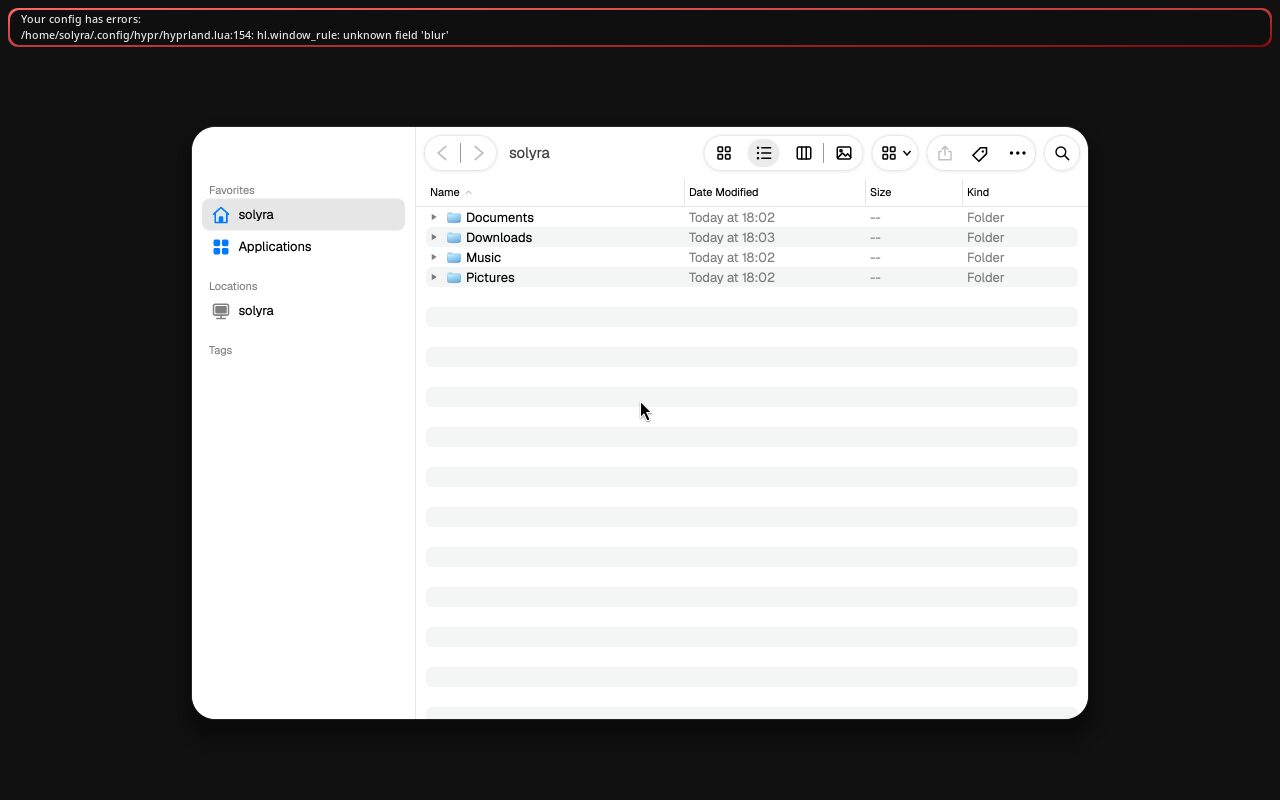 Your config has errors:
/home/solyra/.config/hypr/hyprland.lua:154: hl.window_rule: unknown field 'blur'
solyra
Favorites
solyra
Applications
Locations
solyra
Tags
Name Date Modified Size Kind
Documents Today at 18:02 -- Folder
Downloads Today at 18:03 -- Folder
Music Today at 18:02 -- Folder
Pictures Today at 18:02 -- Folder